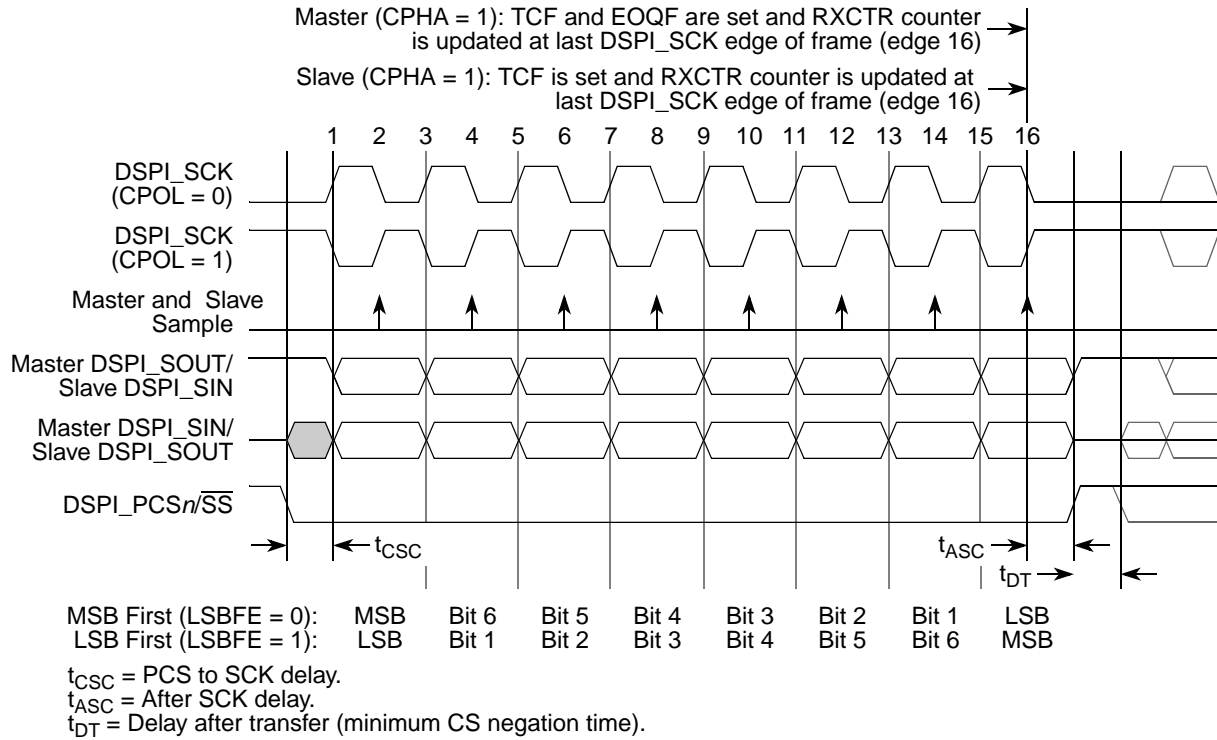 Master (CPHA = 1): TCF and EOQF are set and RXCTR counter
is updated at last DSPI_SCK edge of frame (edge 16)
Slave (CPHA = 1): TCF is set and RXCTR counter is updated at
last DSPI_SCK edge of frame (edge 16)
1 2 3 4 5 6 7 8 9 10 11 12 13 14 15 16
DSPI_SCK
(CPOL = 0)
DSPI_SCK
(CPOL = 1)
Master and Slave
Sample
Master DSPI_SOUT/
Slave DSPI_SIN
Master DSPI_SIN/
Slave DSPI_SOUT
DSPI_PCSn/S̅S̅
tCSC tASC
tDT
MSB First (LSBFE = 0): MSB Bit 6 Bit 5 Bit 4 Bit 3 Bit 2 Bit 1 LSB
LSB First (LSBFE = 1): LSB Bit 1 Bit 2 Bit 3 Bit 4 Bit 5 Bit 6 MSB
tCSC = PCS to SCK delay.
tASC = After SCK delay.
tDT = Delay after transfer (minimum CS negation time).